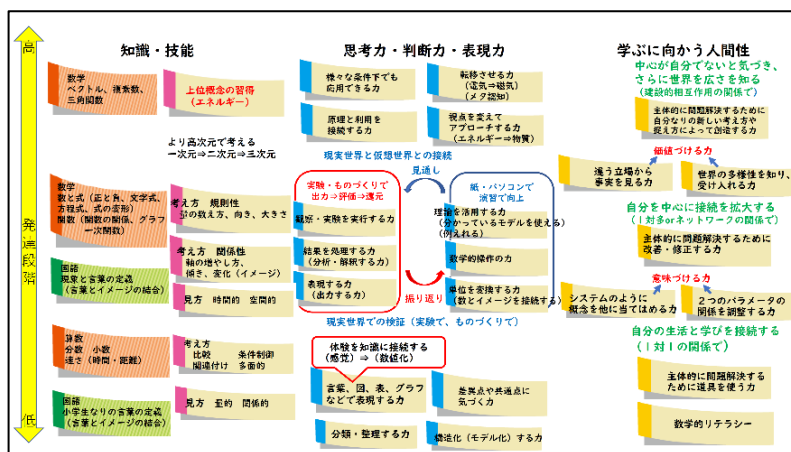 高
発達段階
低
知識・技能
数学
ベクトル、複素数、
三角関数
上位概念の習得
(エネルギー)
より高次元で考える
一次元⇒二次元⇒三次元
数学
数と式(正と負、文字式、
方程式、式の変形)
関数(関数の関係、グラフ
一次関数)
考え方 規則性
量の数え方、向き、大きさ
国語
現象と言葉の定義
(言葉とイメージの結合)
考え方 関係性
軸の増やし方、
傾き、変化(イメージ)
見方 時間的 空間的
算数
分数 小数
速さ(時間・距離)
考え方
比較 条件制御
関連付け 多面的
国語
小学生なりの言葉の定義
(言葉とイメージの結合)
見方 量的 関係的
思考力・判断力・表現力
様々な条件下でも
応用できる力
転移させる力
(電気⇒磁気)
(メタ認知)
原理と利用を
接続する力
視点を変えて
アプローチする力
(エネルギー⇒物質)
現実世界と仮想世界との接続
見通し
実験・ものづくりで
出力⇒評価⇒還元
観察・実験を実行する力
結果を処理する力
(分析・解釈する力)
表現する力
(出力する力)
紙・パソコンで
演習で向上
理論を活用する力
(分かっているモデルを使える)
(例えれる)
数学的操作の力
単位を変換する力
(数とイメージを接続する)
振り返り
現実世界での検証(実験で、ものづくりで)
体験を知識に接続する
(感覚)⇒(数値化)
言葉、図、表、グラフ
などで表現する力
差異点や共通点に
気づく力
分類・整理する力
構造化(モデル化)する力
学ぶに向かう人間性
中心が自分でないと気づき、
さらに世界を広さを知る
(建設的相互作用の関係で)
主体的に問題解決するために
自分なりの新しい考え方や
捉え方によって創造する力
価値づける力
違う立場から
事実を見る力
世界の多様性を知り、
受け入れる力
自分を中心に接続を拡大する
(1対多orネットワークの関係で)
主体的に問題解決するために
改善・修正する力
意味づける力
システムのように
概念を他に当てはめる力
2つのパラメータの
関係を調整する力
自分の生活と学びを接続する
(1対1の関係で)
主体的に問題解決する
ために道具を使う力
数学的リテラシー